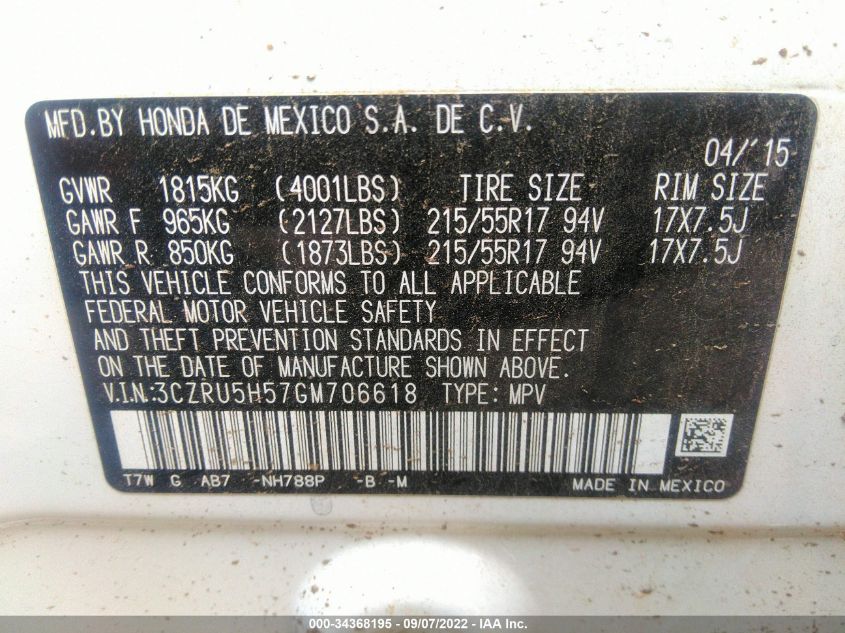 MFD.BY HONDA DE MEXICO S.A. DE C.V.
04/'15
GVWR 1815KG (4001LBS) TIRE SIZE RIM SIZE
GAWR F 965KG (2127LBS) 215/55R17 94V 17X7.5J
GAWR R 850KG (1873LBS) 215/55R17 94V 17X7.5J
THIS VEHICLE CONFORMS TO ALL APPLICABLE
FEDERAL MOTOR VEHICLE SAFETY
AND THEFT PREVENTION STANDARDS IN EFFECT
ON THE DATE OF MANUFACTURE SHOWN ABOVE.
V.I.N:3CZRU5H57GM706618 TYPE: MPV
T7W G AB7 -NH788P -B -M MADE IN MEXICO
000-34368195 - 09/07/2022 - IAA Inc.